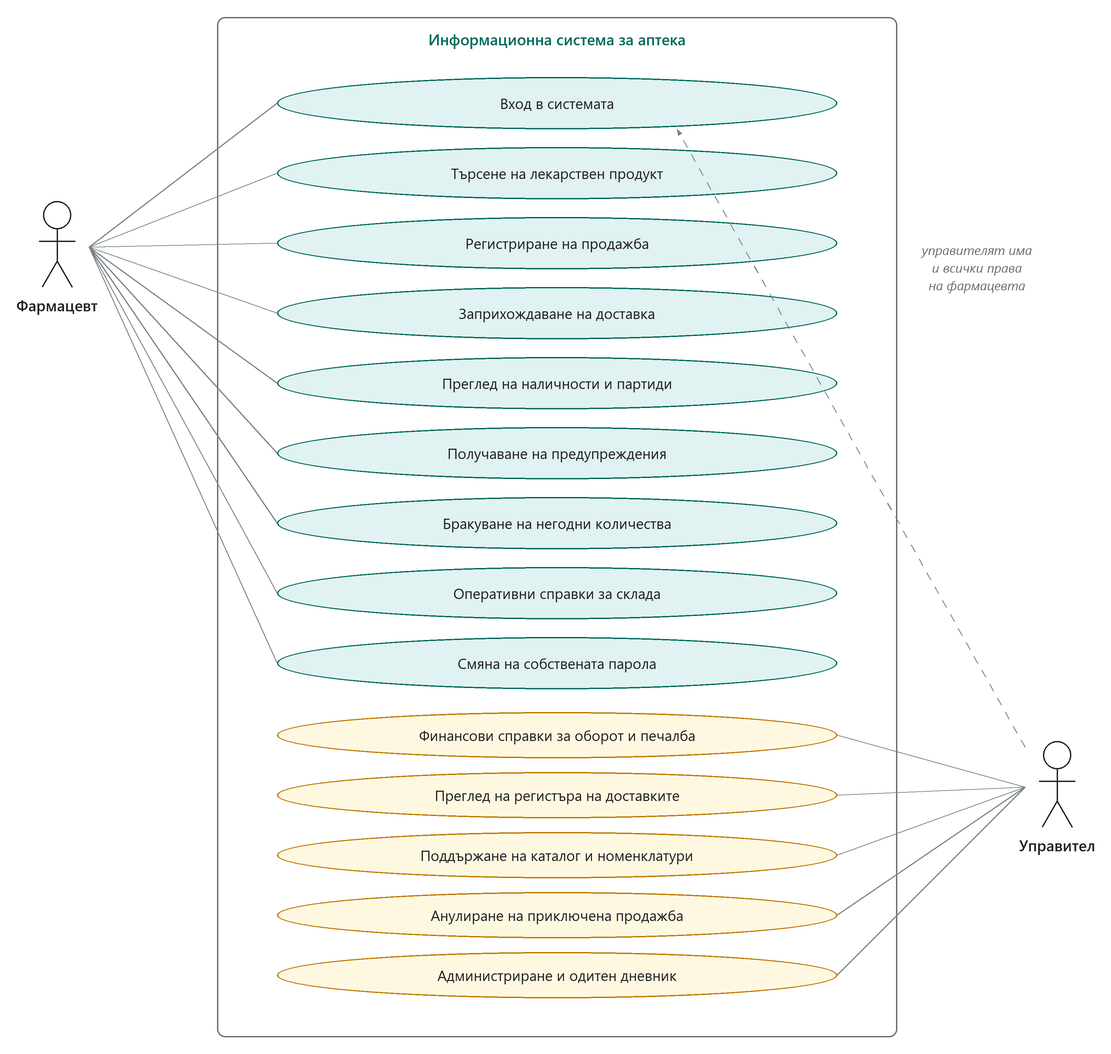 Информационна система за аптека
Вход в системата
Търсене на лекарствен продукт
Регистриране на продажба
Заприхождаване на доставка
Преглед на наличности и партиди
Получаване на предупреждения
Бракуване на негодни количества
Оперативни справки за склада
Смяна на собствената парола
Финансови справки за оборот и печалба
Преглед на регистъра на доставките
Поддържане на каталог и номенклатури
Анулиране на приключена продажба
Администриране и одитен дневник
Фармацевт
управителят има
и всички права
на фармацевта
Управител